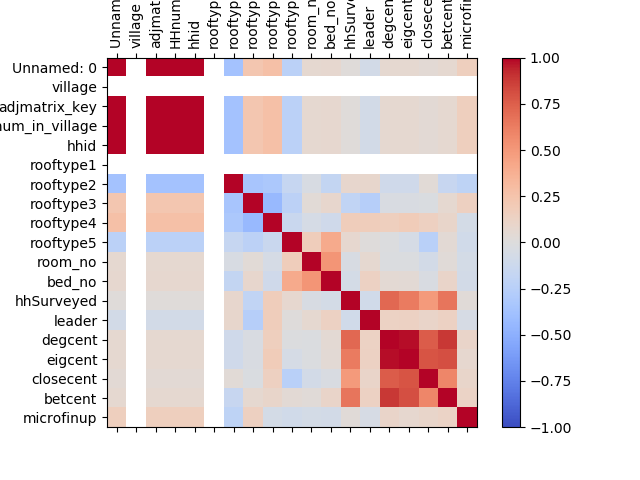 Unnam
village
adjmat
HHnum
hhid
rooftyp
rooftyp
rooftyp
rooftyp
rooftyp
room_n
bed_no
hhSurve
leader
degcent
eigcent
closecen
betcent
microfin
Unnamed: 0
village
adjmatrix_key
num_in_village
hhid
rooftype1
rooftype2
rooftype3
rooftype4
rooftype5
room_no
bed_no
hhSurveyed
leader
degcent
eigcent
closecent
betcent
microfinup
1.00
0.75
0.50
0.25
0.00
−0.25
−0.50
−0.75
−1.00